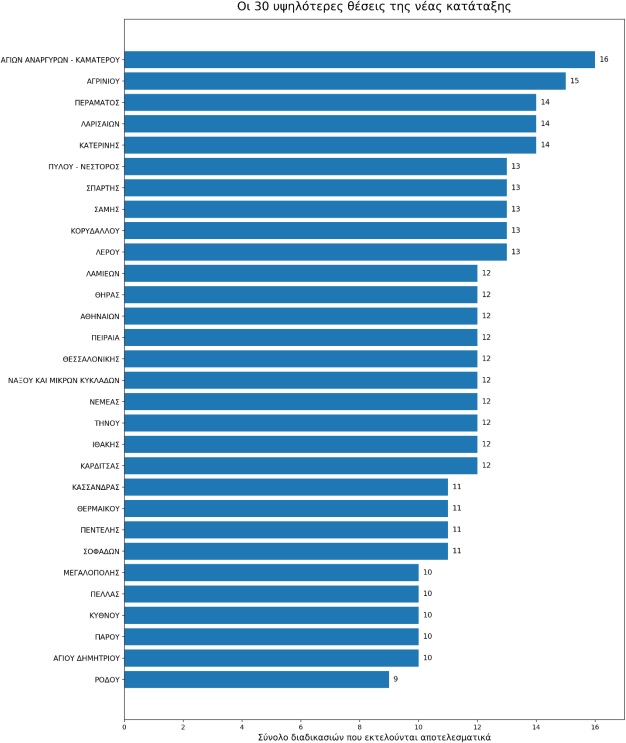 Οι 30 υψηλότερες θέσεις της νέας κατάταξης
ΑΓΙΩΝ ΑΝΑΡΓΥΡΩΝ - ΚΑΜΑΤΕΡΟΥ 16
ΑΓΡΙΝΙΟΥ 15
ΠΕΡΑΜΑΤΟΣ 14
ΛΑΡΙΣΑΙΩΝ 14
ΚΑΤΕΡΙΝΗΣ 14
ΠΥΛΟΥ - ΝΕΣΤΟΡΟΣ 13
ΣΠΑΡΤΗΣ 13
ΣΑΜΗΣ 13
ΚΟΡΥΔΑΛΛΟΥ 13
ΛΕΡΟΥ 13
ΛΑΜΙΕΩΝ 12
ΘΗΡΑΣ 12
ΑΘΗΝΑΙΩΝ 12
ΠΕΙΡΑΙΑ 12
ΘΕΣΣΑΛΟΝΙΚΗΣ 12
ΝΑΞΟΥ ΚΑΙ ΜΙΚΡΩΝ ΚΥΚΛΑΔΩΝ 12
ΝΕΜΕΑΣ 12
ΤΗΝΟΥ 12
ΙΘΑΚΗΣ 12
ΚΑΡΔΙΤΣΑΣ 12
ΚΑΣΣΑΝΔΡΑΣ 11
ΘΕΡΜΑΙΚΟΥ 11
ΠΕΝΤΕΛΗΣ 11
ΣΟΦΑΔΩΝ 11
ΜΕΓΑΛΟΠΟΛΗΣ 10
ΠΕΛΛΑΣ 10
ΚΥΘΝΟΥ 10
ΠΑΡΟΥ 10
ΑΓΙΟΥ ΔΗΜΗΤΡΙΟΥ 10
ΡΟΔΟΥ 9
0 2 4 6 8 10 12 14 16
Σύνολο διαδικασιών που εκτελούνται αποτελεσματικά